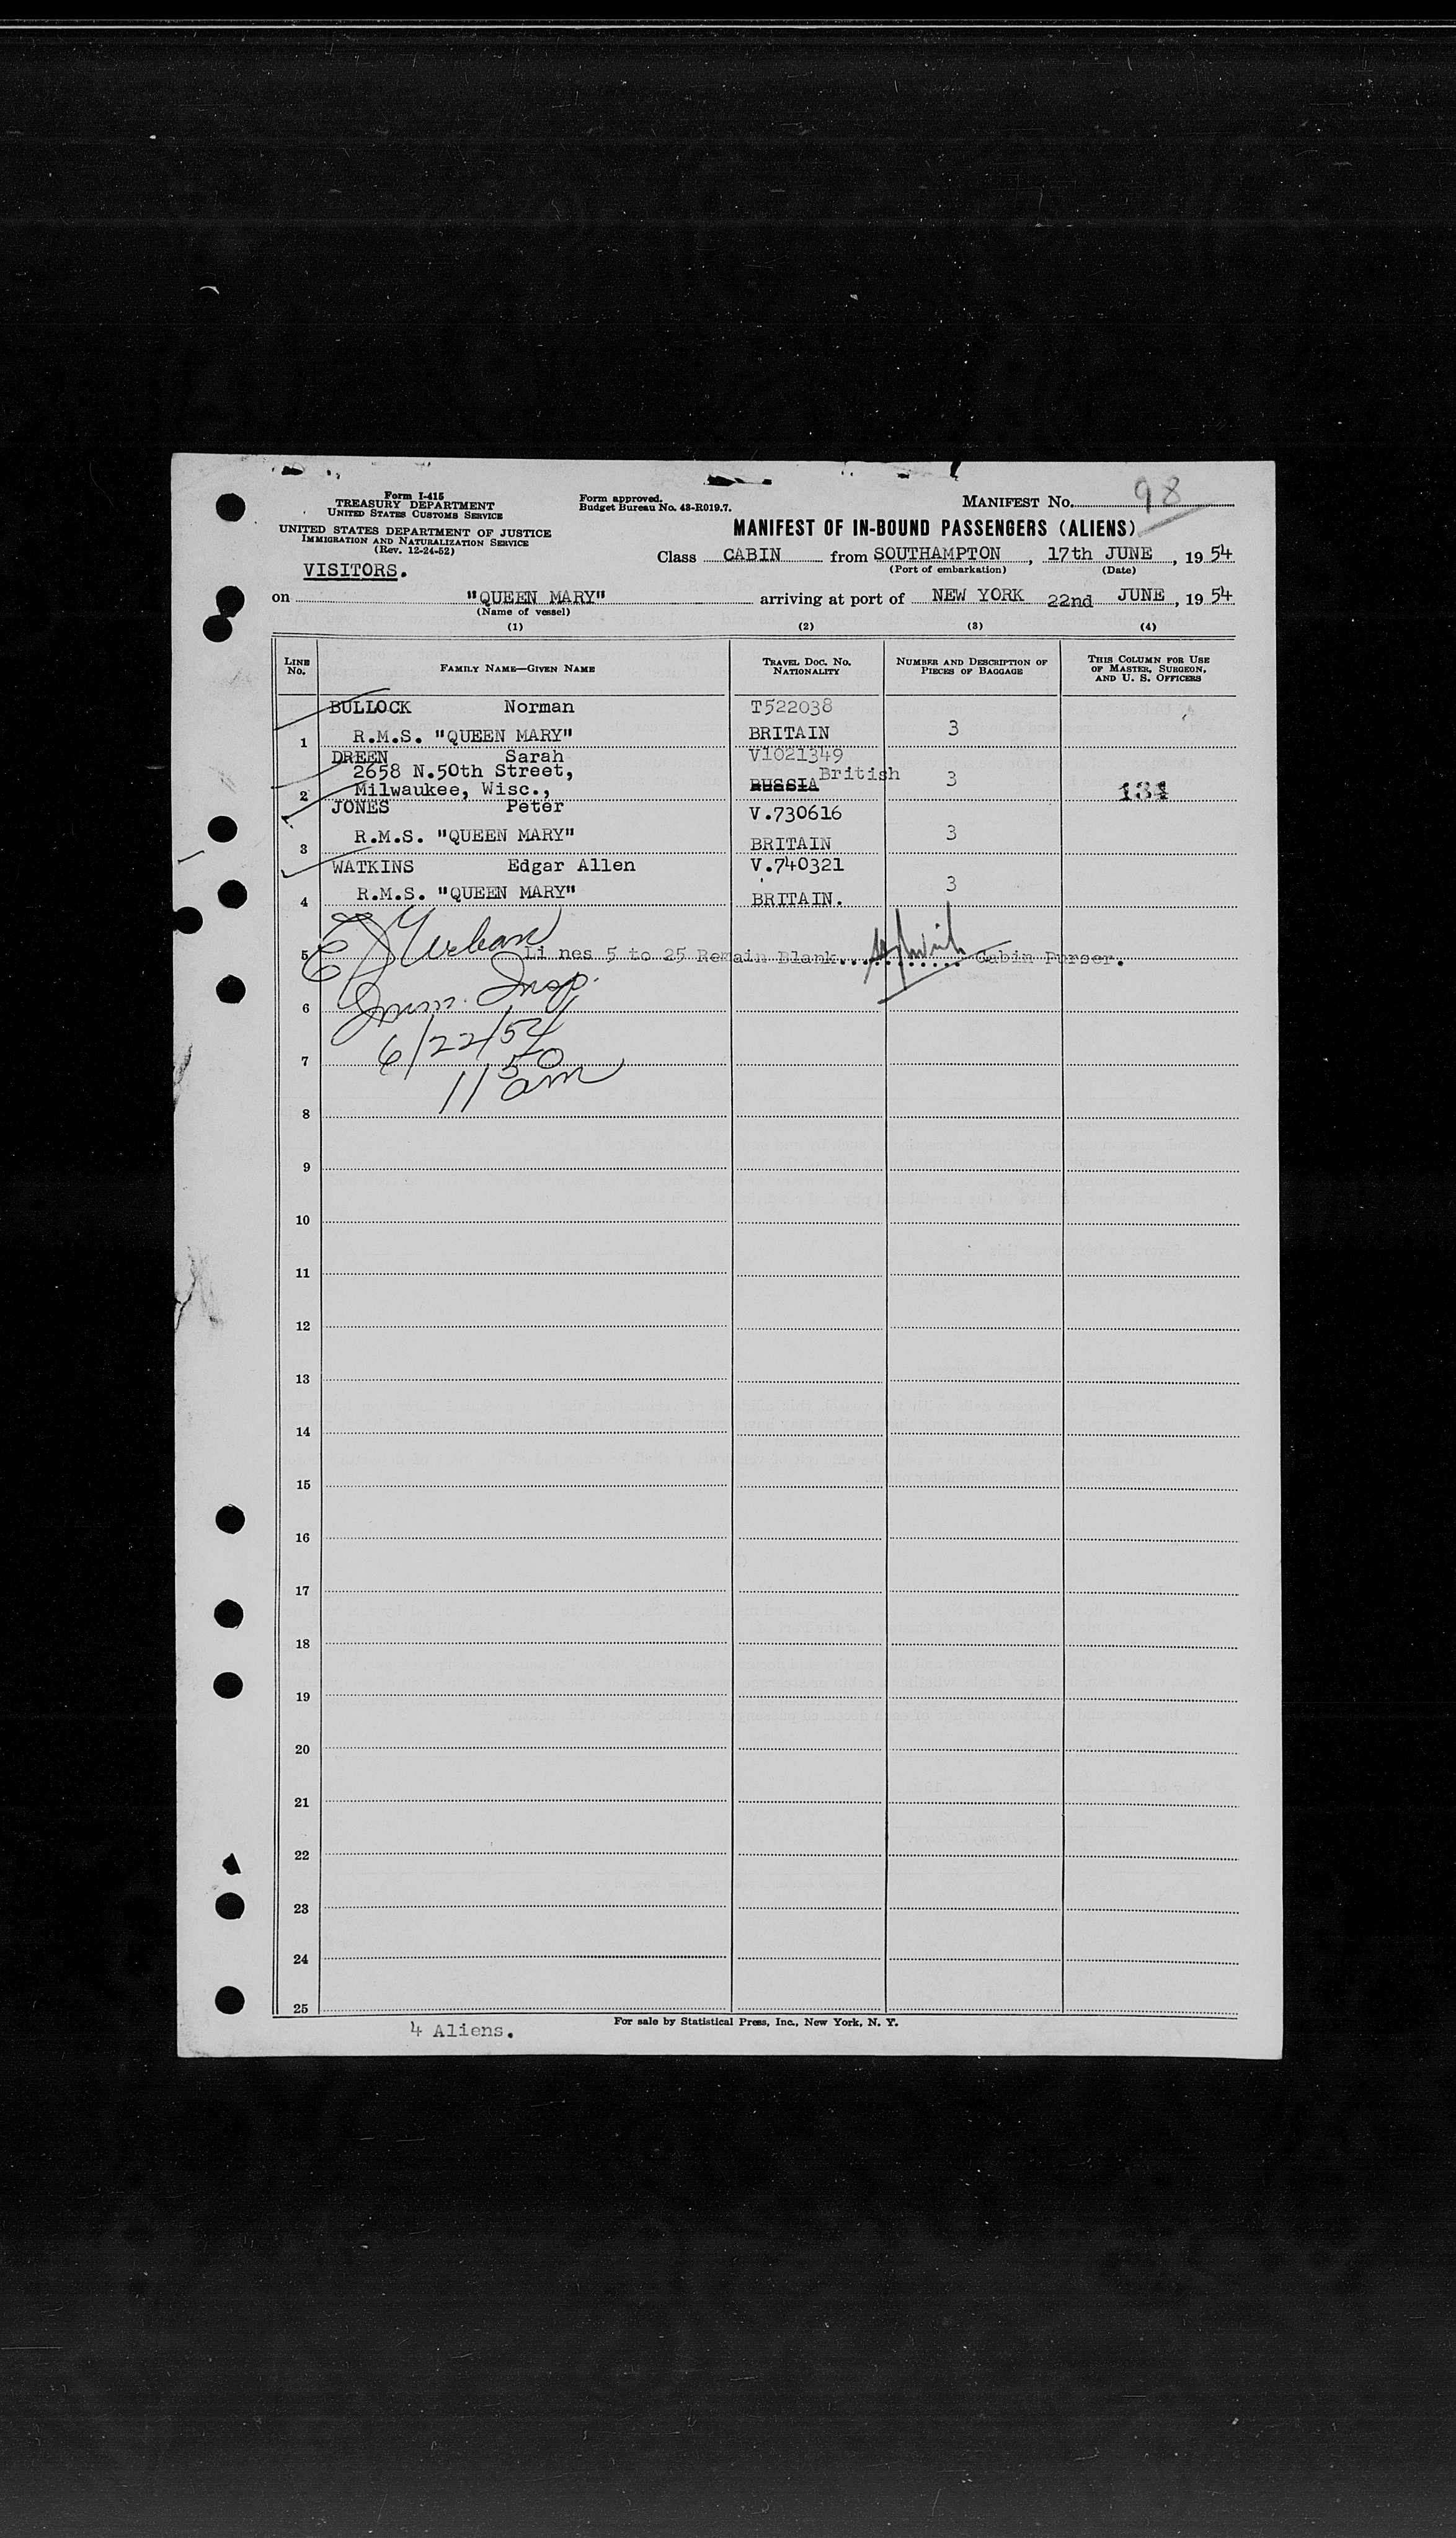 Form I-415
TREASURY DEPARTMENT
UNITED STATES CUSTOMS SERVICE
UNITED STATES DEPARTMENT OF JUSTICE
IMMIGRATION AND NATURALIZATION SERVICE
(Rev. 12-24-52)
VISITORS.
Form approved.
Budget Bureau No. 43-R019.7.
MANIFEST NO. 98
MANIFEST OF IN-BOUND PASSENGERS (ALIENS)
Class CABIN from SOUTHAMPTON, 17th JUNE, 1954
(Port of embarkation) (Date)
on "QUEEN MARY" arriving at port of NEW YORK 22nd JUNE, 1954
(Name of vessel)
(1) (2) (3) (4)
LINE NO. FAMILY NAME—GIVEN NAME TRAVEL DOC. NO. NATIONALITY NUMBER AND DESCRIPTION OF PIECES OF BAGGAGE THIS COLUMN FOR USE OF MASTER, SURGEON, AND U. S. OFFICERS
BULLOCK Norman T522038
1 R.M.S. "QUEEN MARY" BRITAIN 3
DREEN Sarah V1021349
2658 N.50th Street, RUSSIA British 3
2 Milwaukee, Wisc., 134
JONES Peter V.730616
3 R.M.S. "QUEEN MARY" BRITAIN 3
WATKINS Edgar Allen V.740321
4 R.M.S. "QUEEN MARY" BRITAIN. 3
E J Urban
5 Li nes 5 to 25 Remain Blank. Cabin Purser.
Imm. Insp.
6
6/22/54
7
11 50 am
8
9
10
11
12
13
14
15
16
17
18
19
20
21
22
23
24
25
4 Aliens.
For sale by Statistical Press, Inc., New York, N. Y.